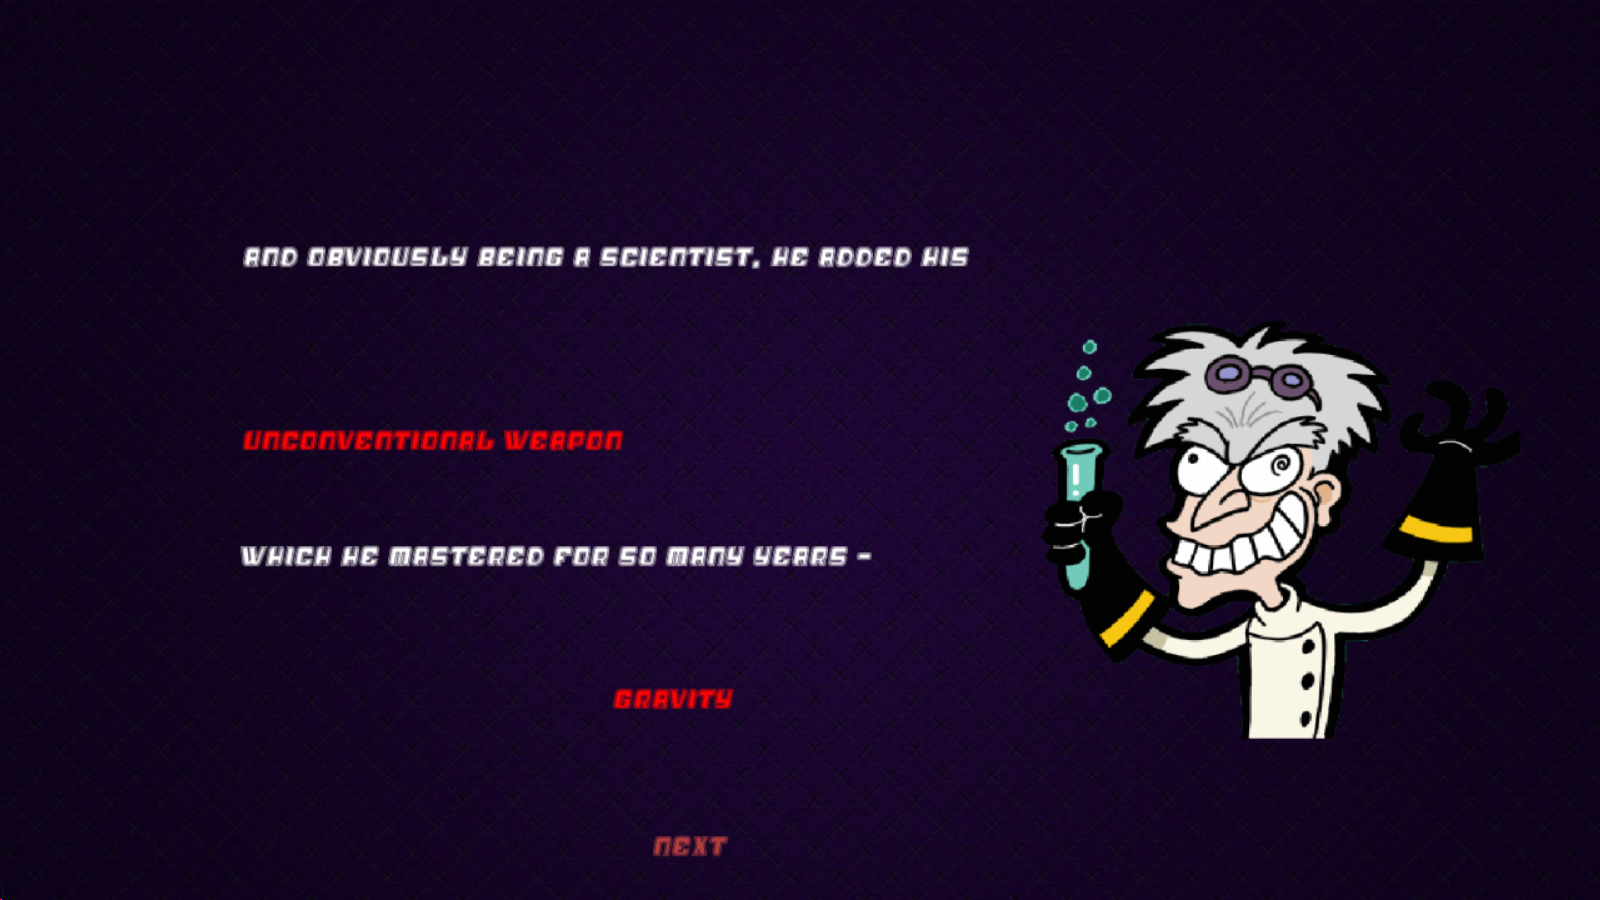 AND OBVIOUSLY BEING A SCIENTIST, HE ADDED HIS
UNCONVENTIONAL WEAPON
WHICH HE MASTERED FOR SO MANY YEARS -
GRAVITY
NEXT